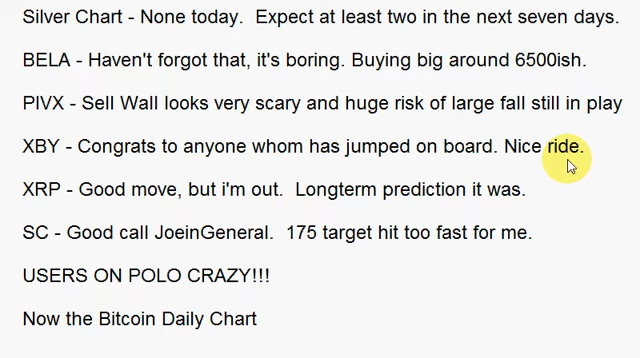 Silver Chart - None today.  Expect at least two in the next seven days.
BELA - Haven't forgot that, it's boring. Buying big around 6500ish.
PIVX - Sell Wall looks very scary and huge risk of large fall still in play
XBY - Congrats to anyone whom has jumped on board. Nice ride.
XRP - Good move, but i'm out.  Longterm prediction it was.
SC - Good call JoeinGeneral.  175 target hit too fast for me.
USERS ON POLO CRAZY!!!
Now the Bitcoin Daily Chart